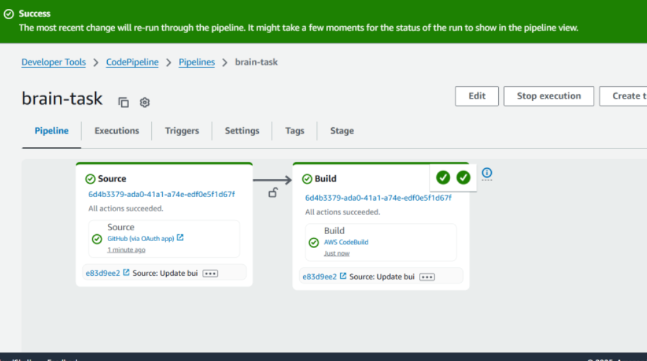 Success
The most recent change will re-run through the pipeline. It might take a few moments for the status of the run to show in the pipeline view.
Developer Tools > CodePipeline > Pipelines > brain-task
brain-task
Edit
Stop execution
Create t
Pipeline
Executions
Triggers
Settings
Tags
Stage
Source
6d4b3379-ada0-41a1-a74e-edf0e5f1d67f
All actions succeeded.
Source
GitHub (via OAuth app)
1 minute ago
e83d9ee2 Source: Update bui
Build
6d4b3379-ada0-41a1-a74e-edf0e5f1d67f
All actions succeeded.
Build
AWS CodeBuild
Just now
e83d9ee2 Source: Update bui